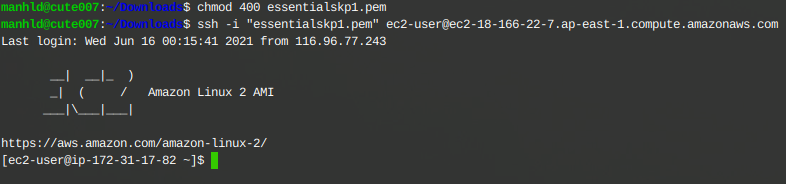 manhld@cute007:~/Downloads$ chmod 400 essentialskp1.pem
manhld@cute007:~/Downloads$ ssh -i "essentialskp1.pem" ec2-user@ec2-18-166-22-7.ap-east-1.compute.amazonaws.com
Last login: Wed Jun 16 00:15:41 2021 from 116.96.77.243

       __|  __|_  )
       _|  (     /   Amazon Linux 2 AMI
      ___|\___|___|

https://aws.amazon.com/amazon-linux-2/
[ec2-user@ip-172-31-17-82 ~]$